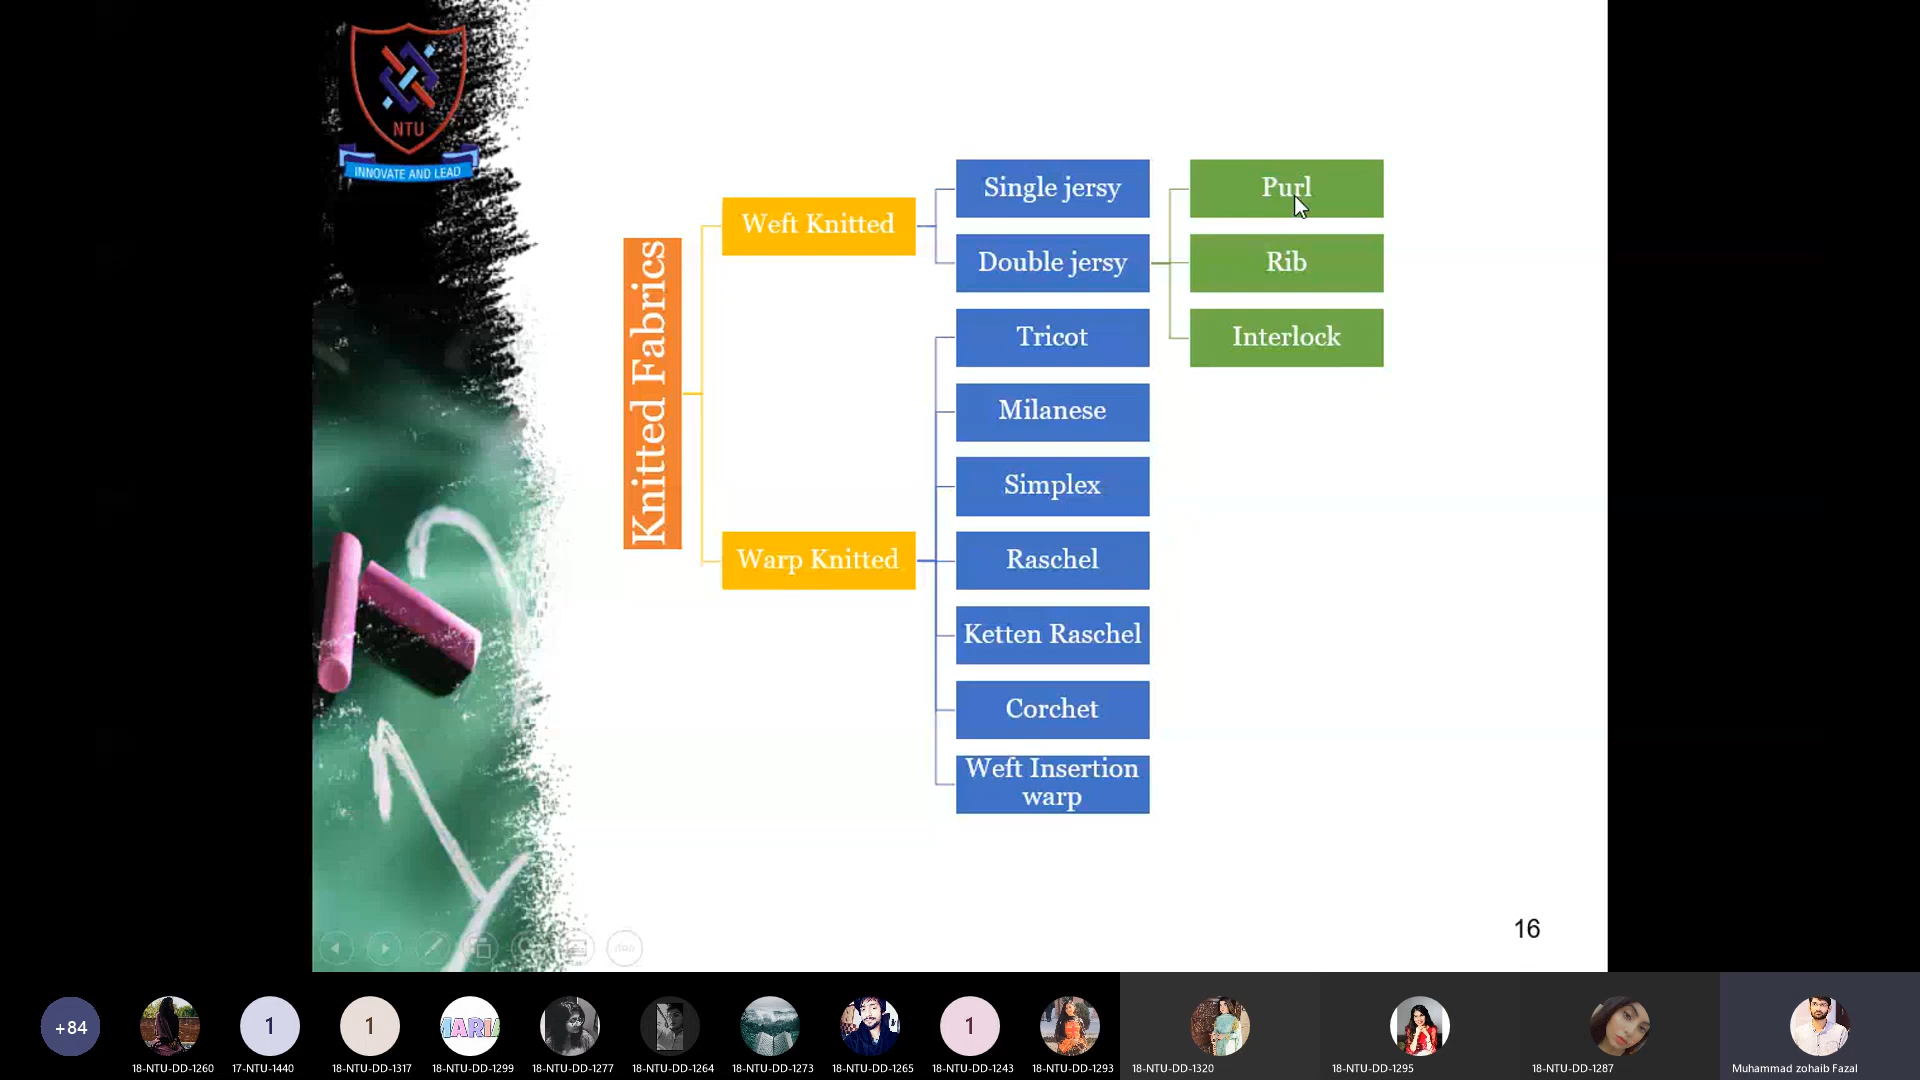 NTU
INNOVATE AND LEAD
Knitted Fabrics
Weft Knitted
Warp Knitted
Single jersy
Double jersy
Tricot
Milanese
Simplex
Raschel
Ketten Raschel
Corchet
Weft Insertion
warp
Purl
Rib
Interlock
16
+84
1
1
MARIA
1
18-NTU-DD-1260
17-NTU-1440
18-NTU-DD-1317
18-NTU-DD-1299
18-NTU-DD-1277
18-NTU-DD-1264
18-NTU-DD-1273
18-NTU-DD-1265
18-NTU-DD-1243
18-NTU-DD-1293
18-NTU-DD-1320
18-NTU-DD-1295
18-NTU-DD-1287
Muhammad zohaib Fazal